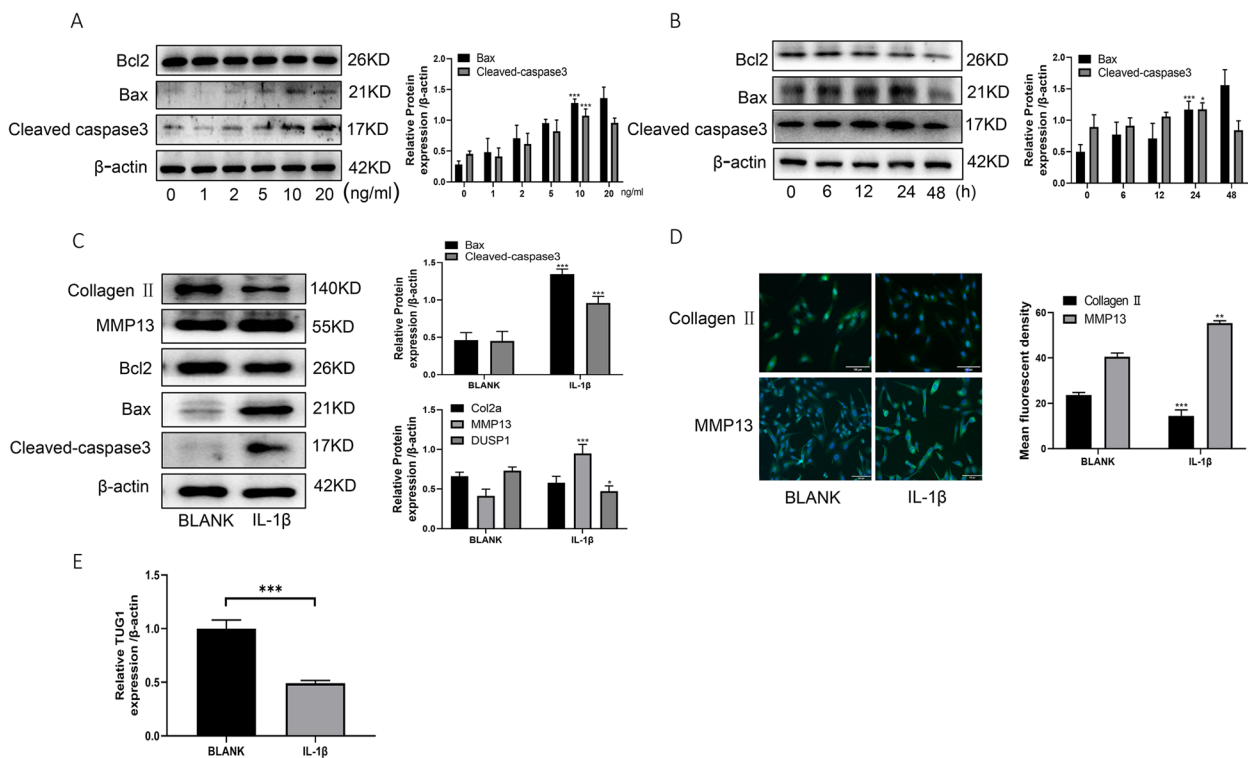 A
Bcl2
26KD
Bax
21KD
Cleaved caspase3
17KD
β-actin
42KD
0 1 2 5 10 20 (ng/ml)
Relative Protein
expression /β-actin
Bax
Cleaved-caspase3
2.0
1.5
1.0
0.5
0.0
*** ***
0 1 2 5 10 20 ng/ml
B
Bcl2
26KD
Bax
21KD
Cleaved caspase3
17KD
β-actin
42KD
0 6 12 24 48 (h)
Relative Protein
expression /β-actin
Bax
Cleaved-caspase3
2.0
1.5
1.0
0.5
0.0
*** *
0 6 12 24 48
C
Collagen Ⅱ
140KD
MMP13
55KD
Bcl2
26KD
Bax
21KD
Cleaved-caspase3
17KD
β-actin
42KD
BLANK IL-1β
Relative Protein
expression /β-actin
Bax
Cleaved-caspase3
1.5
1.0
0.5
0.0
*** ***
BLANK IL-1β
Relative Protein
expression /β-actin
Col2a
MMP13
DUSP1
1.5
1.0
0.5
0.0
*** *
BLANK IL-1β
D
Collagen Ⅱ
MMP13
BLANK IL-1β
Mean fluorescent density
Collagen Ⅱ
MMP13
60
40
20
0
*** **
BLANK IL-1β
E
Relative TUG1
expression /β-actin
1.5
1.0
0.5
0.0
***
BLANK IL-1β